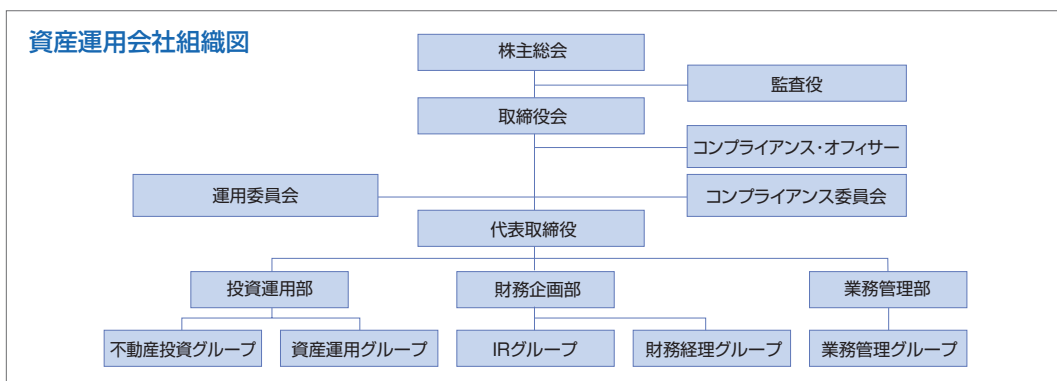 資産運用会社組織図
株主総会
監査役
取締役会
コンプライアンス・オフィサー
運用委員会
コンプライアンス委員会
代表取締役
投資運用部
財務企画部
業務管理部
不動産投資グループ
資産運用グループ
IRグループ
財務経理グループ
業務管理グループ